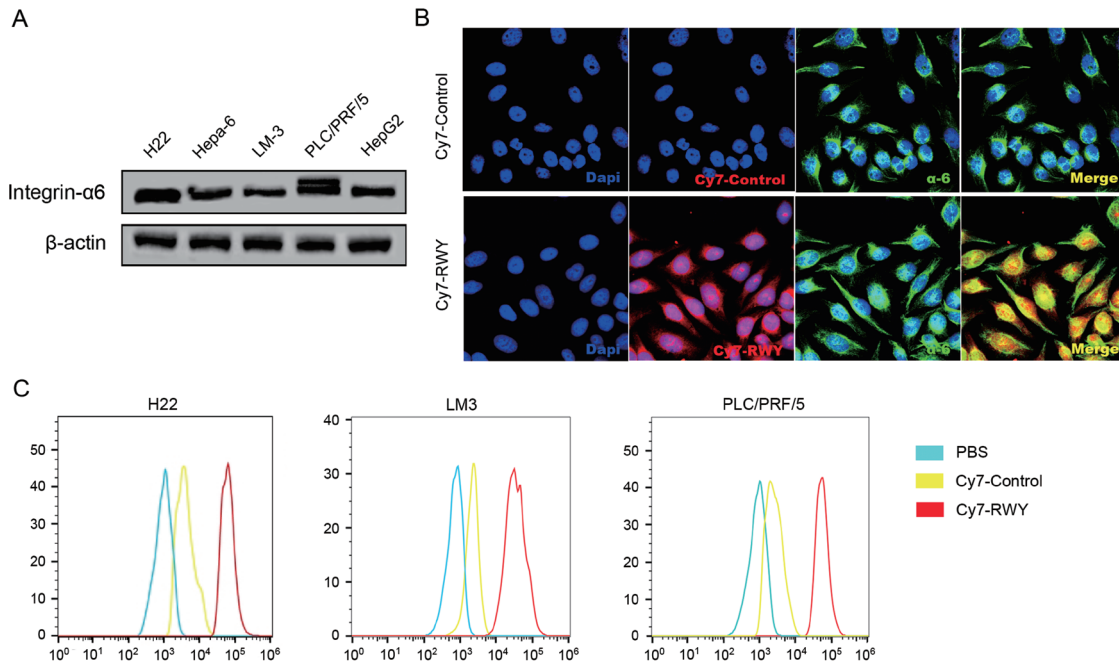 A
H22 Hepa-6 LM-3 PLC/PRF/5 HepG2
Integrin-α6
β-actin
B
Cy7-Control
Dapi Cy7-Control α-6 Merge
Cy7-RWY
Dapi Cy7-RWY α-6 Merge
C
H22
50
40
30
20
10
0
10⁰ 10¹ 10² 10³ 10⁴ 10⁵ 10⁶
LM3
40
30
20
10
0
10⁰ 10¹ 10² 10³ 10⁴ 10⁵ 10⁶
PLC/PRF/5
50
40
30
20
10
0
10⁰ 10¹ 10² 10³ 10⁴ 10⁵ 10⁶
PBS
Cy7-Control
Cy7-RWY